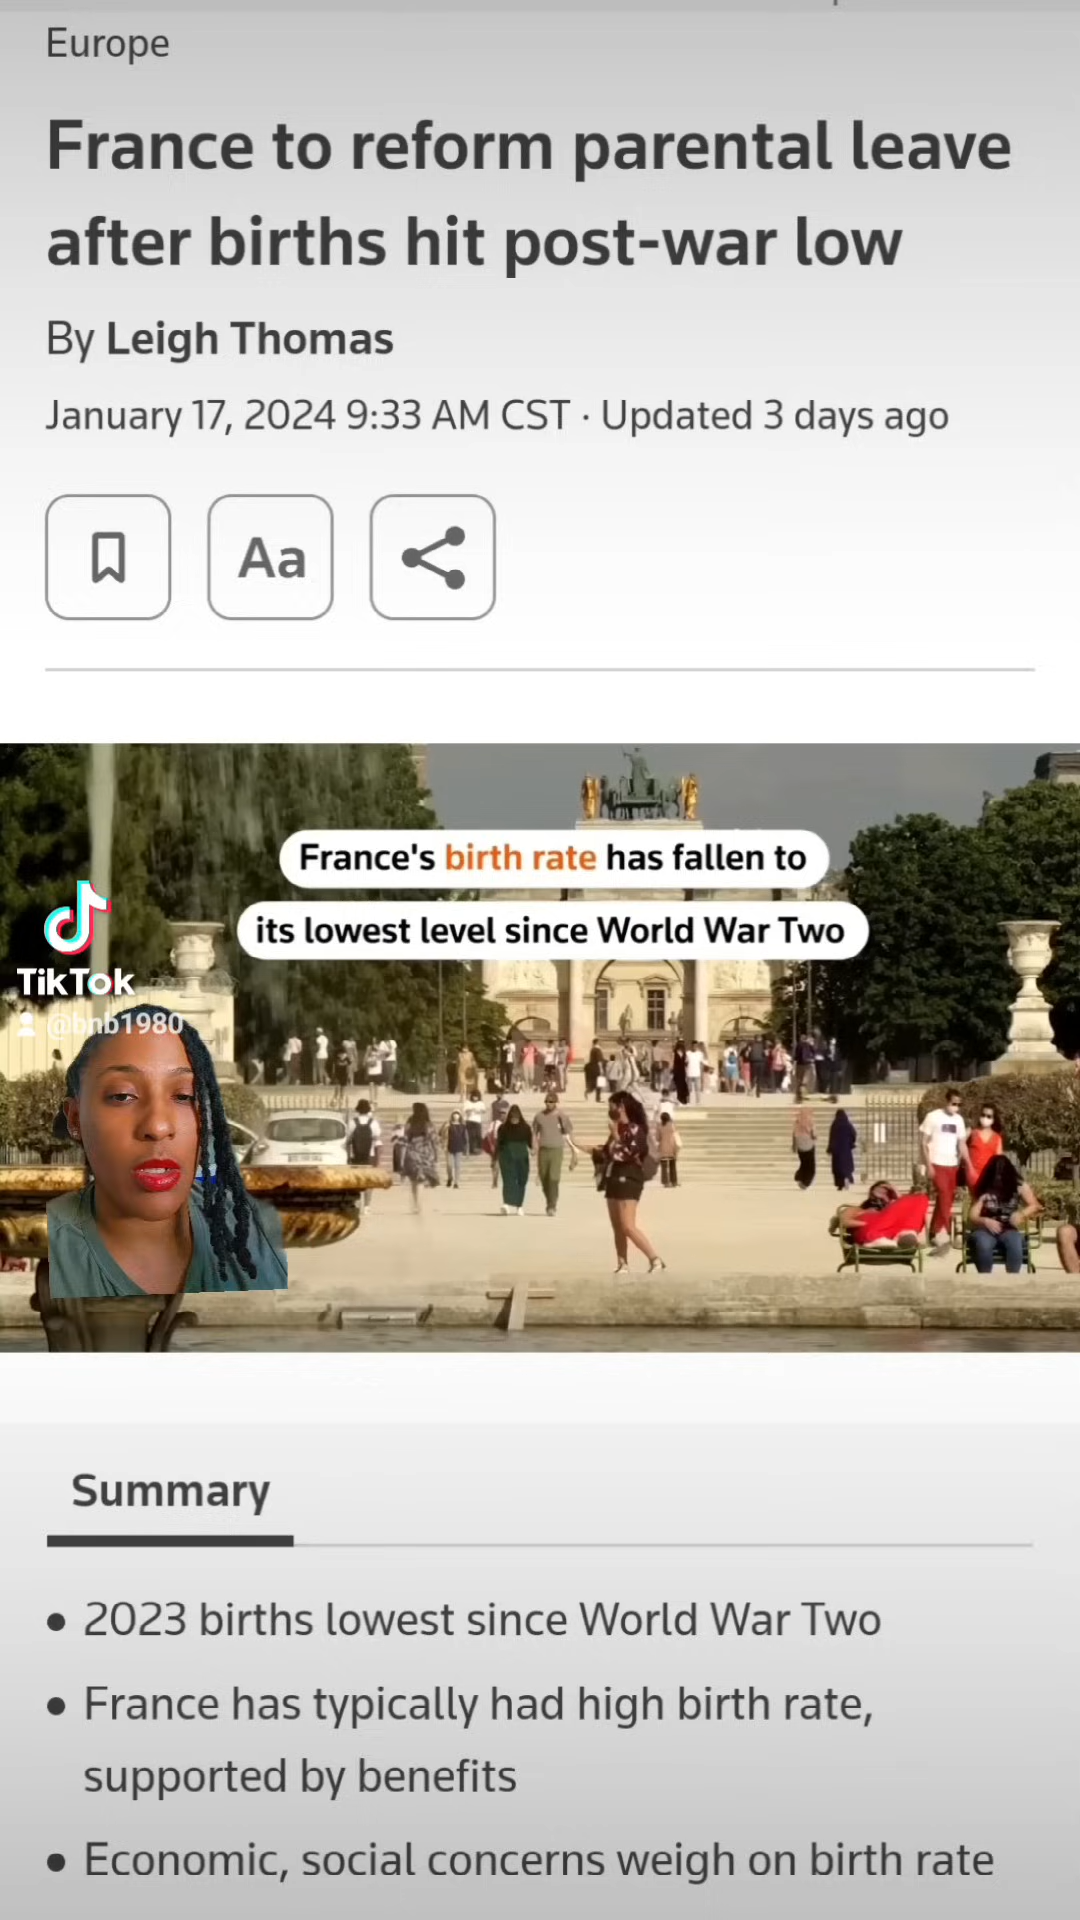 Europe
France to reform parental leave
after births hit post-war low
By Leigh Thomas
January 17, 2024 9:33 AM CST · Updated 3 days ago
Aa
France's birth rate has fallen to
its lowest level since World War Two
TikTok
@bnb1980
Summary
• 2023 births lowest since World War Two
• France has typically had high birth rate,
supported by benefits
• Economic, social concerns weigh on birth rate